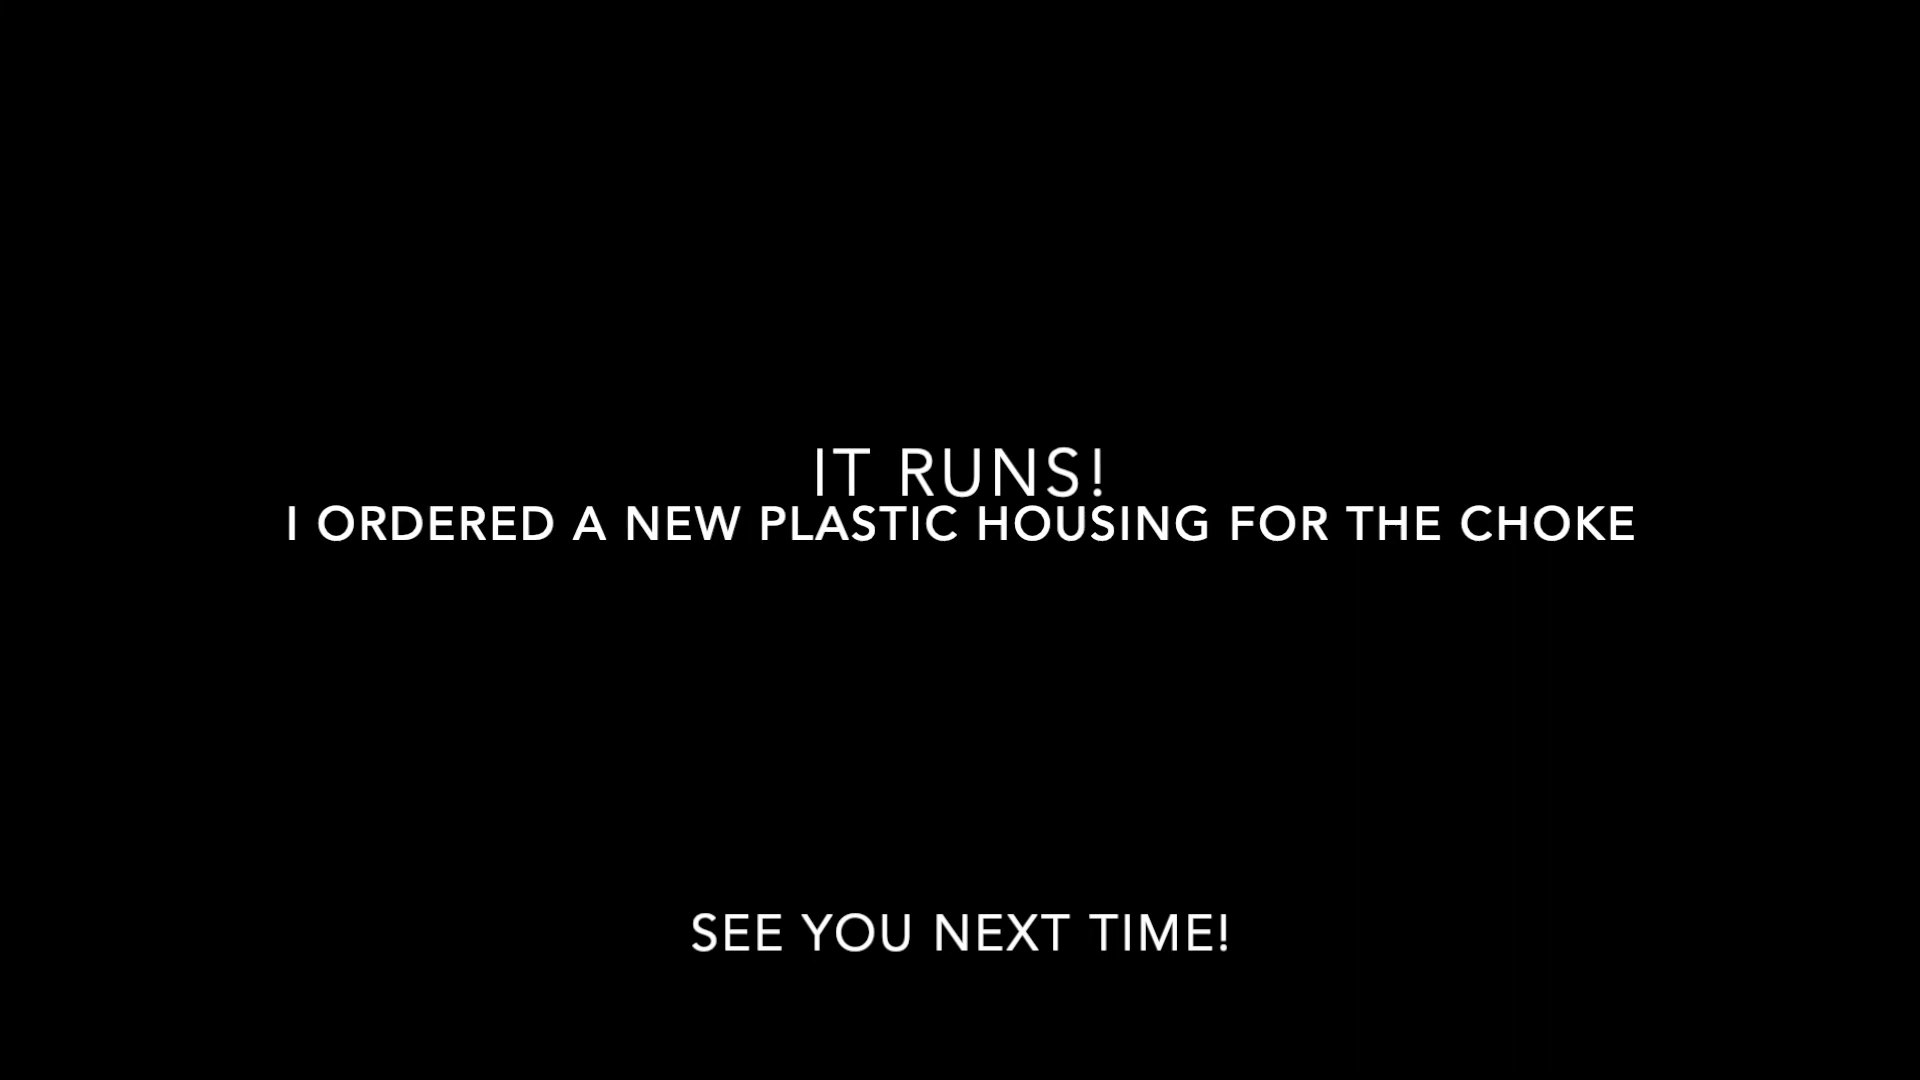 IT RUNS!
I ORDERED A NEW PLASTIC HOUSING FOR THE CHOKE
SEE YOU NEXT TIME!